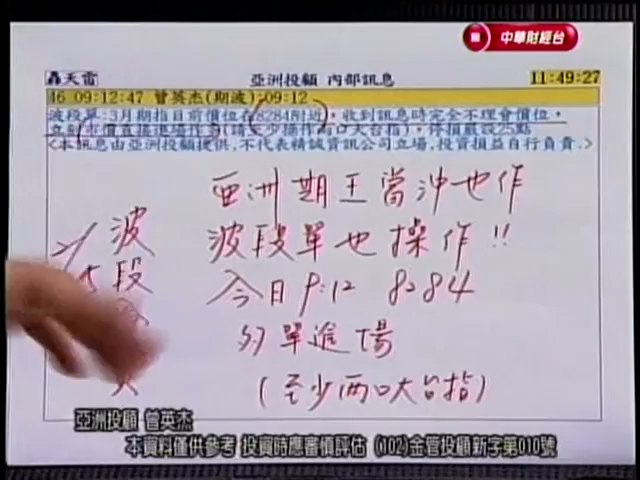 中華財經台
轟天雷 亞洲投顧 內部訊息 11:49:27
46 09:12:47 曾英杰(期波):09:12
波段單:3月期指目前價位在8284附近,收到訊息時完全不理會價位,
立即市價直接進場作多(請至少操作兩口大台指),停損嚴設25點
<本訊息由亞洲投顧提供,不代表精誠資訊公司立場,投資損益自行負責.>
亞洲期王當沖也作
波段單也操作!!
今日 9:12 8284
多單進場
(至少兩口大台指)
2/5
波
段
亞洲投顧 曾英杰
本資料僅供參考 投資時應審慎評估 (102)金管投顧新字第010號